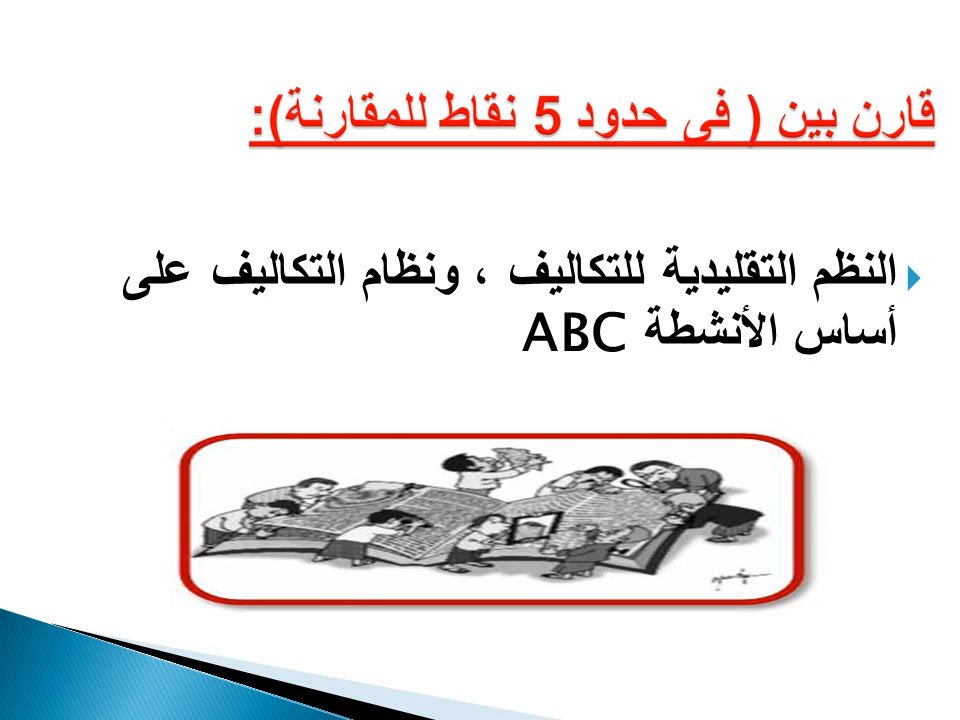 قارن بين ( فى حدود 5 نقاط للمقارنة):
النظم التقليدية للتكاليف ، ونظام التكاليف على
أساس الأنشطة ABC